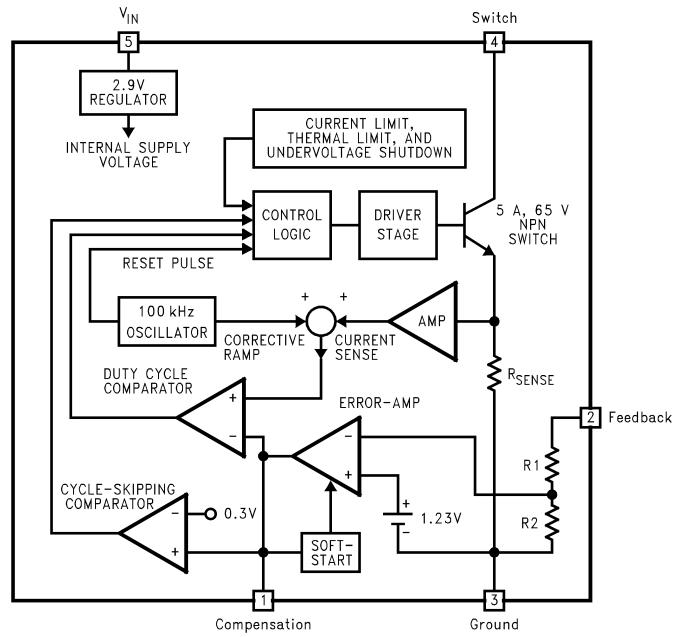 VIN
Switch
5
4
2.9V
REGULATOR
INTERNAL SUPPLY
VOLTAGE
CURRENT LIMIT,
THERMAL LIMIT, AND
UNDERVOLTAGE SHUTDOWN
CONTROL
LOGIC
DRIVER
STAGE
5 A, 65 V
NPN
SWITCH
RESET PULSE
100 kHz
OSCILLATOR
+
+
AMP
CORRECTIVE
RAMP
CURRENT
SENSE
RSENSE
DUTY CYCLE
COMPARATOR
+
−
ERROR-AMP
−
+
2
Feedback
R1
R2
CYCLE-SKIPPING
COMPARATOR
−
+
0.3V
+
−
1.23V
SOFT-
START
1
3
Compensation
Ground